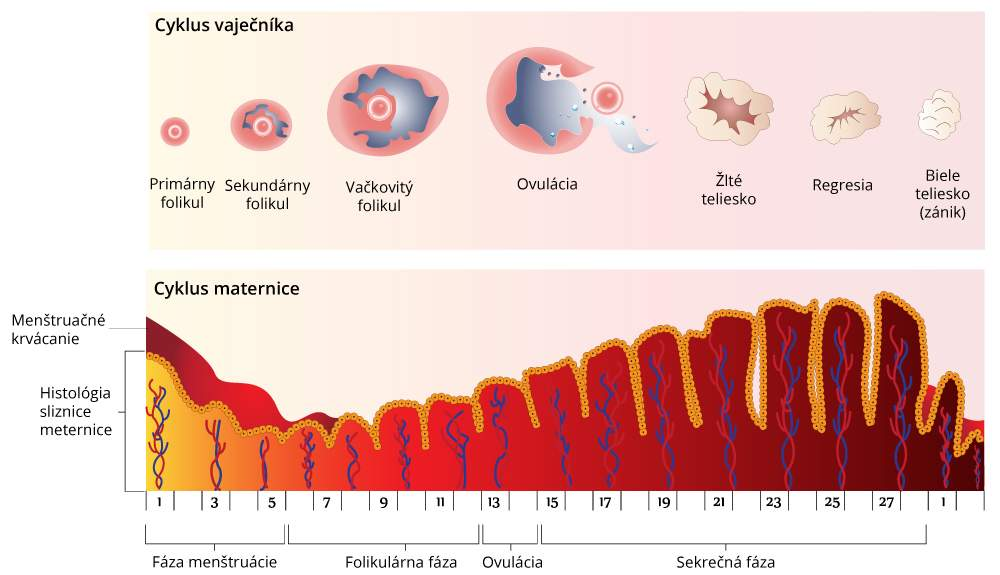 Cyklus vaječníka
Primárny
folikul
Sekundárny
folikul
Vačkovitý
folikul
Ovulácia
Žlté
teliesko
Regresia
Biele
teliesko
(zánik)
Cyklus maternice
Menštruačné
krvácanie
Histológia
sliznice
meternice
1 3 5 7 9 11 13 15 17 19 21 23 25 27 1
Fáza menštruácie
Folikulárna fáza
Ovulácia
Sekrečná fáza